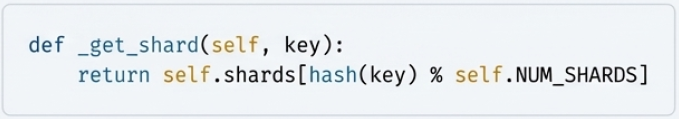 def _get_shard(self, key):
    return self.shards[hash(key) % self.NUM_SHARDS]